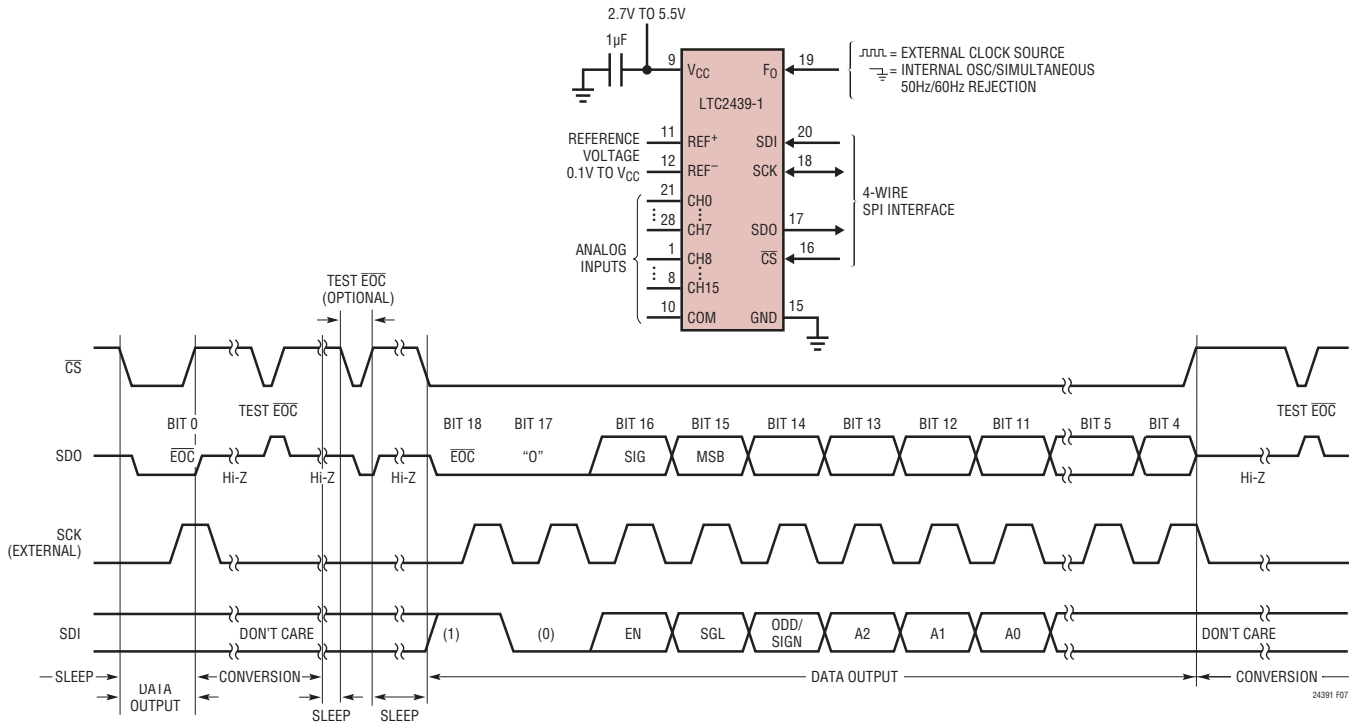 2.7V TO 5.5V
1µF
9
VCC
FO
19
= EXTERNAL CLOCK SOURCE
= INTERNAL OSC/SIMULTANEOUS
50Hz/60Hz REJECTION
LTC2439-1
REFERENCE
VOLTAGE
0.1V TO VCC
11
REF+
SDI
20
12
REF–
SCK
18
4-WIRE
SPI INTERFACE
ANALOG
INPUTS
21
CH0
28
CH7
SDO
17
1
CH8
CS
16
8
CH15
10
COM
GND
15
TEST EOC
(OPTIONAL)
CS
TEST EOC
TEST EOC
BIT 0
BIT 18
BIT 17
BIT 16
BIT 15
BIT 14
BIT 13
BIT 12
BIT 11
BIT 5
BIT 4
SDO
EOC
EOC
"0"
SIG
MSB
Hi-Z
Hi-Z
Hi-Z
Hi-Z
SCK
(EXTERNAL)
SDI
DON'T CARE
(1)
(0)
EN
SGL
ODD/
SIGN
A2
A1
A0
DON'T CARE
SLEEP
DATA
OUTPUT
CONVERSION
SLEEP
SLEEP
DATA OUTPUT
CONVERSION
24391 F07